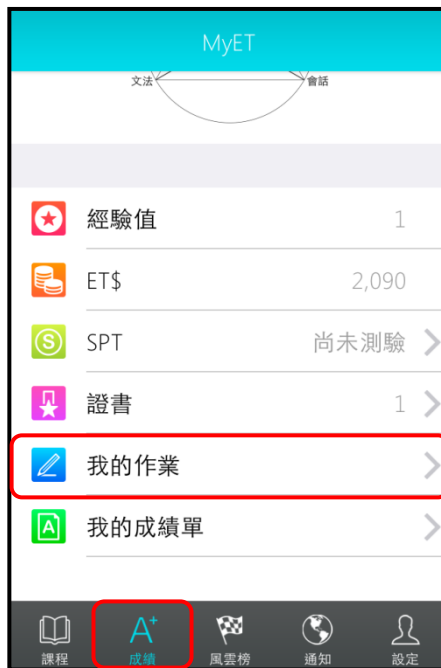 MyET
文法 會話
經驗值 1
ET$ 2,090
SPT 尚未測驗
證書 1
我的作業
我的成績單
課程 成績 風雲榜 通知 設定